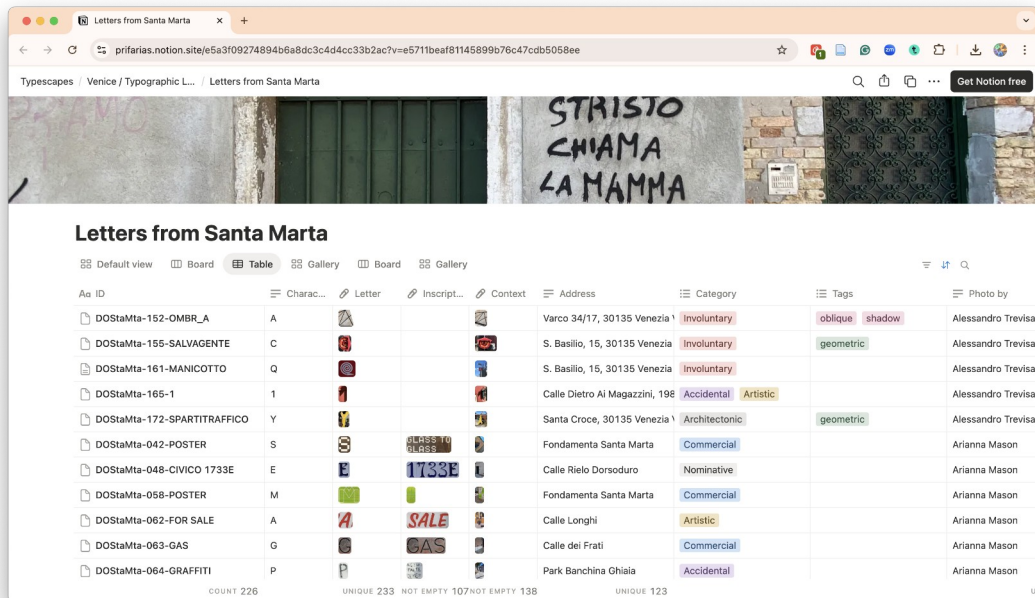 Letters from Santa Marta
prifarias.notion.site/e5a3f09274894b6a8dc3c4d4cc33b2ac?v=e5711beaf81145899b76c47cdb5058ee
Typescapes / Venice / Typographic L... / Letters from Santa Marta
Get Notion free
STRISTO
CHIAMA
LA MAMMA
Letters from Santa Marta
Default view Board Table Gallery Board Gallery
Aa ID Charac... Letter Inscript... Context Address Category Tags Photo by
DOStaMta-152-OMBR_A A Varco 34/17, 30135 Venezia Involuntary oblique shadow Alessandro Trevisa
DOStaMta-155-SALVAGENTE C S. Basilio, 15, 30135 Venezia Involuntary geometric Alessandro Trevisa
DOStaMta-161-MANICOTTO Q S. Basilio, 15, 30135 Venezia Involuntary Alessandro Trevisa
DOStaMta-165-1 1 Calle Dietro Ai Magazzini, 198 Accidental Artistic Alessandro Trevisa
DOStaMta-172-SPARTITRAFFICO Y Santa Croce, 30135 Venezia Architectonic geometric Alessandro Trevisa
DOStaMta-042-POSTER S S GLASS TO GLASS Fondamenta Santa Marta Commercial Arianna Mason
DOStaMta-048-CIVICO 1733E E E 1733E Calle Rielo Dorsoduro Nominative Arianna Mason
DOStaMta-058-POSTER M M Fondamenta Santa Marta Commercial Arianna Mason
DOStaMta-062-FOR SALE A A SALE Calle Longhi Artistic Arianna Mason
DOStaMta-063-GAS G G GAS Calle dei Frati Commercial Arianna Mason
DOStaMta-064-GRAFFITI P P Park Banchina Ghiaia Accidental Arianna Mason
COUNT 226 UNIQUE 233 NOT EMPTY 107 NOT EMPTY 138 UNIQUE 123